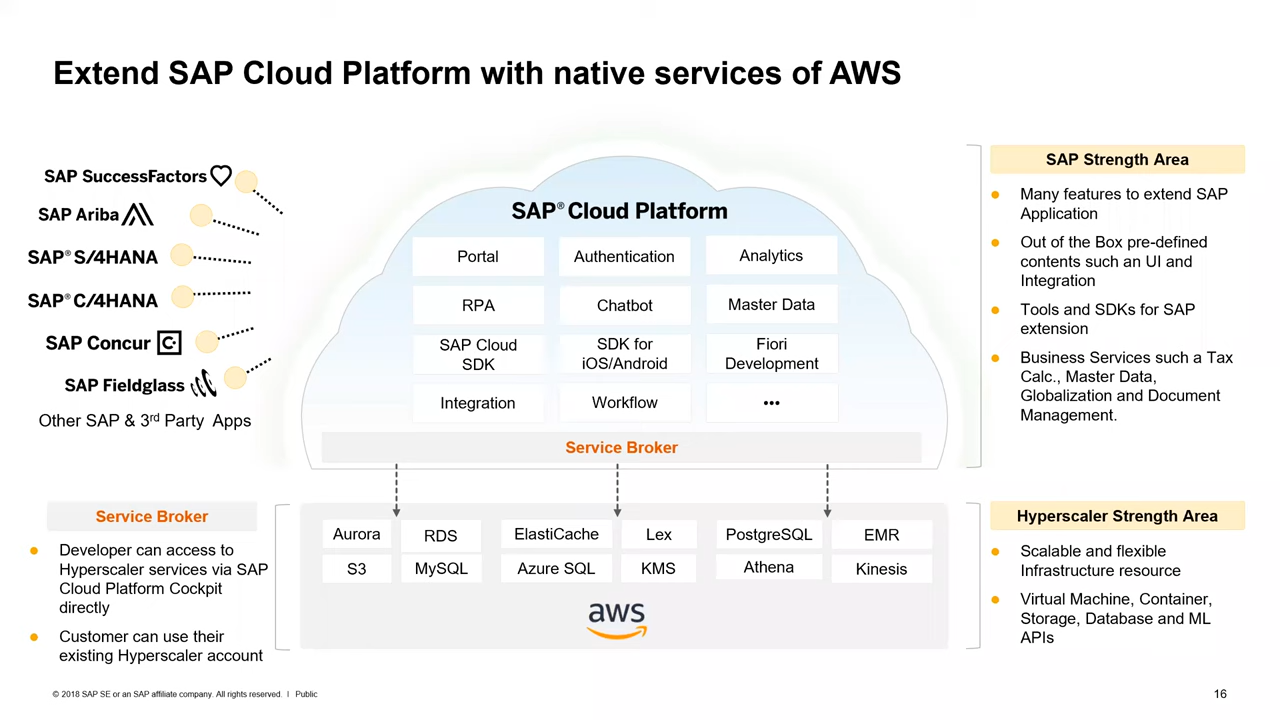 Extend SAP Cloud Platform with native services of AWS
SAP SuccessFactors
SAP Ariba
SAP® S/4HANA
SAP® C/4HANA
SAP Concur C.
SAP Fieldglass
Other SAP & 3rd Party Apps
SAP® Cloud Platform
Portal
Authentication
Analytics
RPA
Chatbot
Master Data
SAP Cloud
SDK
SDK for
iOS/Android
Fiori
Development
Integration
Workflow
•••
Service Broker
SAP Strength Area
Many features to extend SAP
Application
Out of the Box pre-defined
contents such an UI and
Integration
Tools and SDKs for SAP
extension
Business Services such a Tax
Calc., Master Data,
Globalization and Document
Management.
Service Broker
Developer can access to
Hyperscaler services via SAP
Cloud Platform Cockpit
directly
Customer can use their
existing Hyperscaler account
Aurora
RDS
ElastiCache
Lex
PostgreSQL
EMR
S3
MySQL
Azure SQL
KMS
Athena
Kinesis
aws
Hyperscaler Strength Area
Scalable and flexible
Infrastructure resource
Virtual Machine, Container,
Storage, Database and ML
APIs
© 2018 SAP SE or an SAP affiliate company. All rights reserved. I Public
16